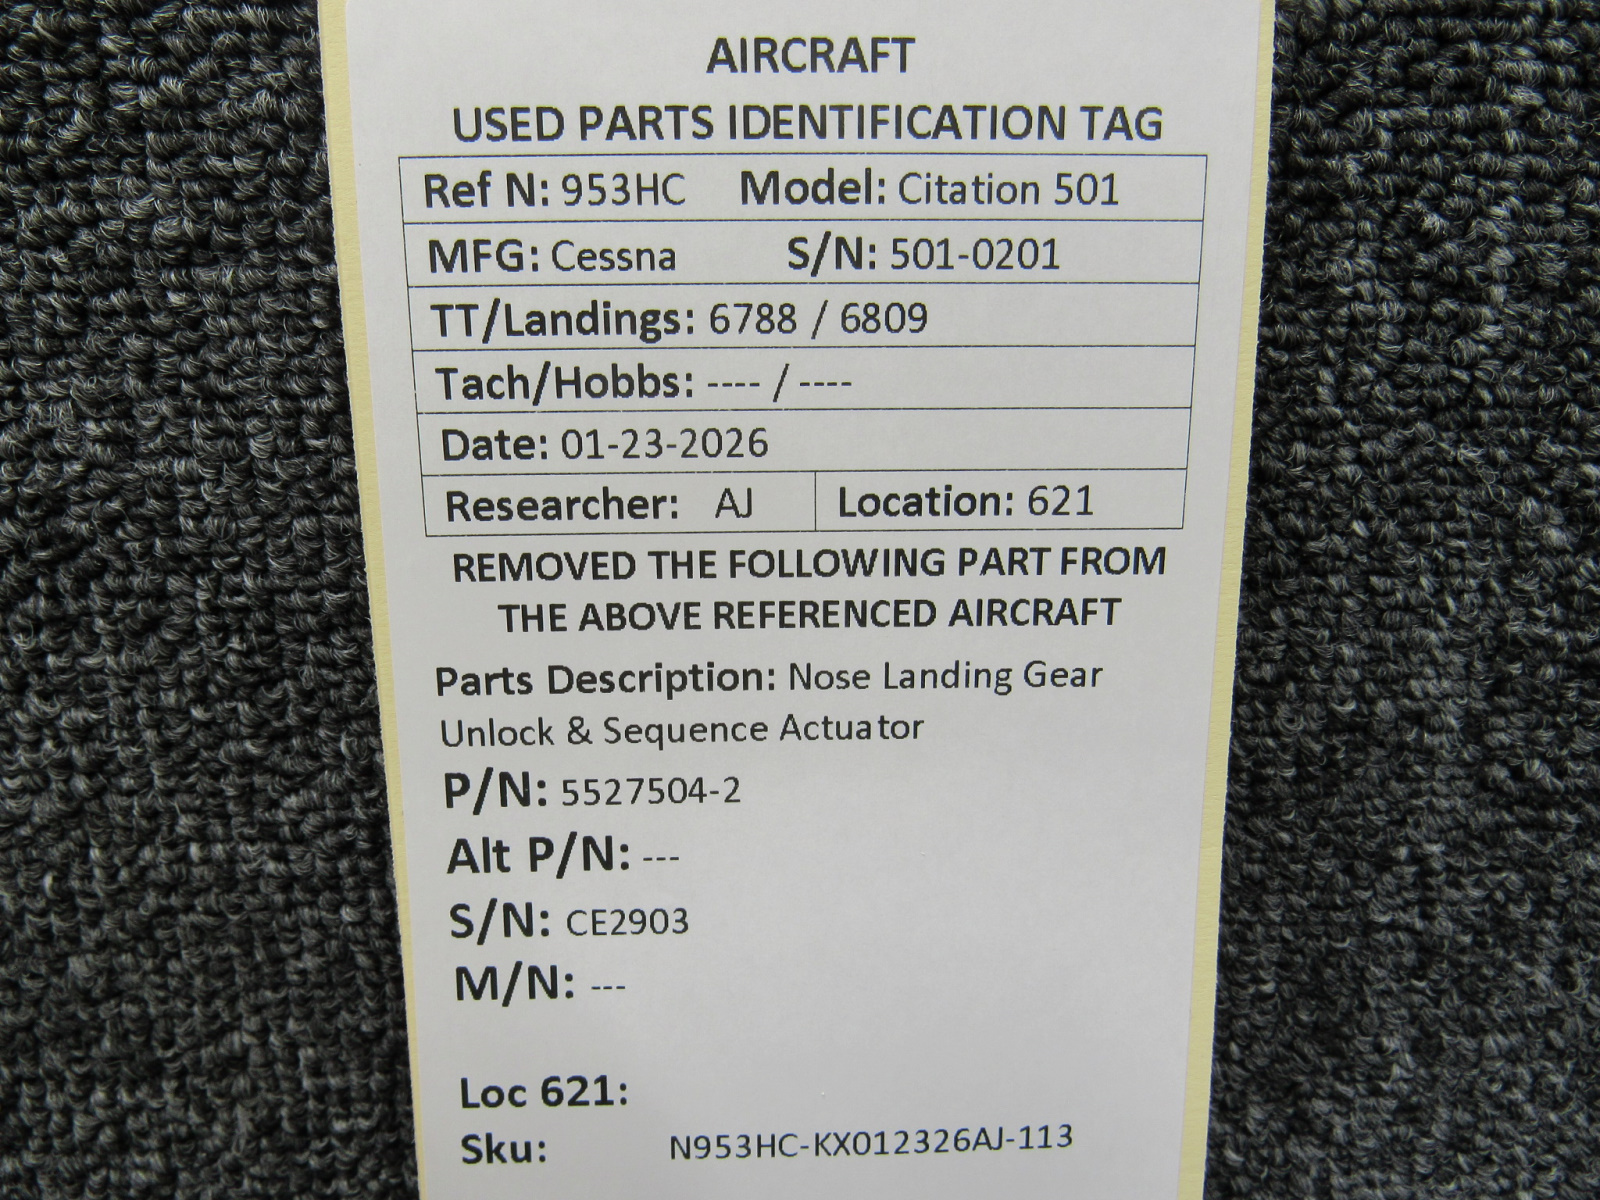 AIRCRAFT
USED PARTS IDENTIFICATION TAG
Ref N: 953HC Model: Citation 501
MFG: Cessna S/N: 501-0201
TT/Landings: 6788 / 6809
Tach/Hobbs: ---- / ----
Date: 01-23-2026
Researcher: AJ Location: 621
REMOVED THE FOLLOWING PART FROM
THE ABOVE REFERENCED AIRCRAFT
Parts Description: Nose Landing Gear
Unlock & Sequence Actuator
P/N: 5527504-2
Alt P/N: ---
S/N: CE2903
M/N: ---
Loc 621:
Sku: N953HC-KX012326AJ-113